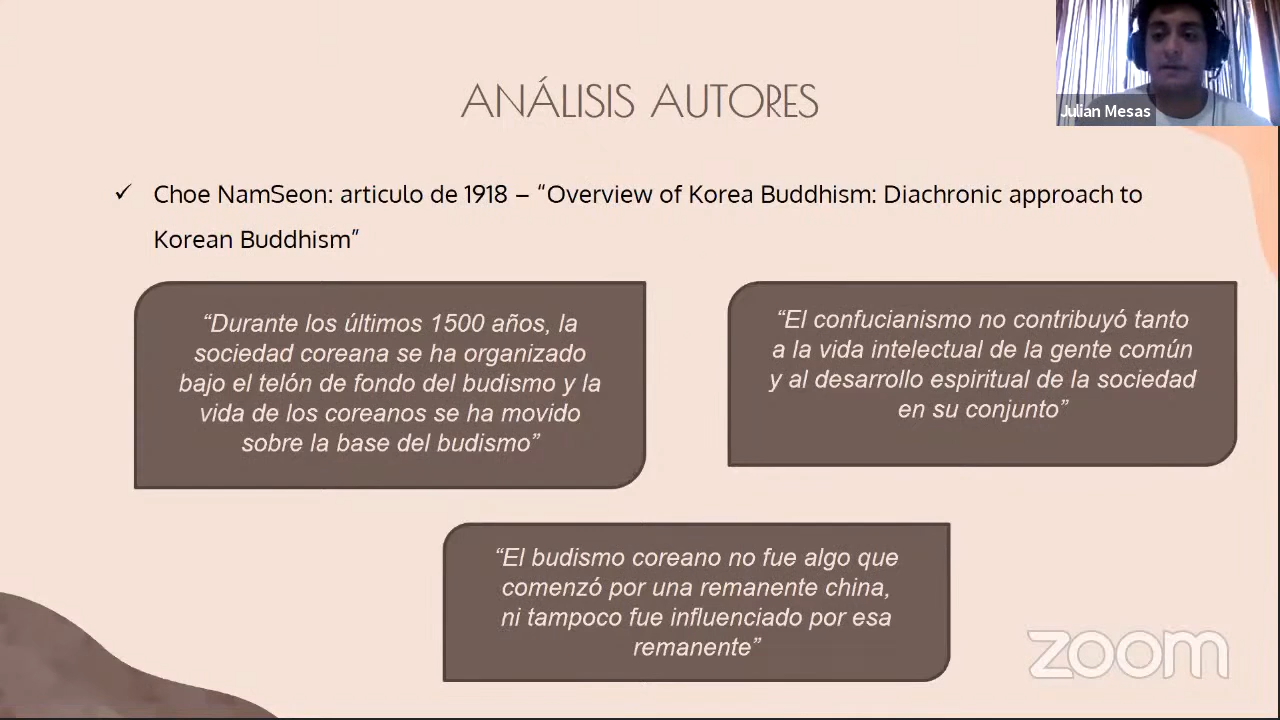 ANÁLISIS AUTORES
Julian Mesas
✓ Choe NamSeon: articulo de 1918 – “Overview of Korea Buddhism: Diachronic approach to
Korean Buddhism”
“Durante los últimos 1500 años, la
sociedad coreana se ha organizado
bajo el telón de fondo del budismo y la
vida de los coreanos se ha movido
sobre la base del budismo”
“El confucianismo no contribuyó tanto
a la vida intelectual de la gente común
y al desarrollo espiritual de la sociedad
en su conjunto”
“El budismo coreano no fue algo que
comenzó por una remanente china,
ni tampoco fue influenciado por esa
remanente”
zoom